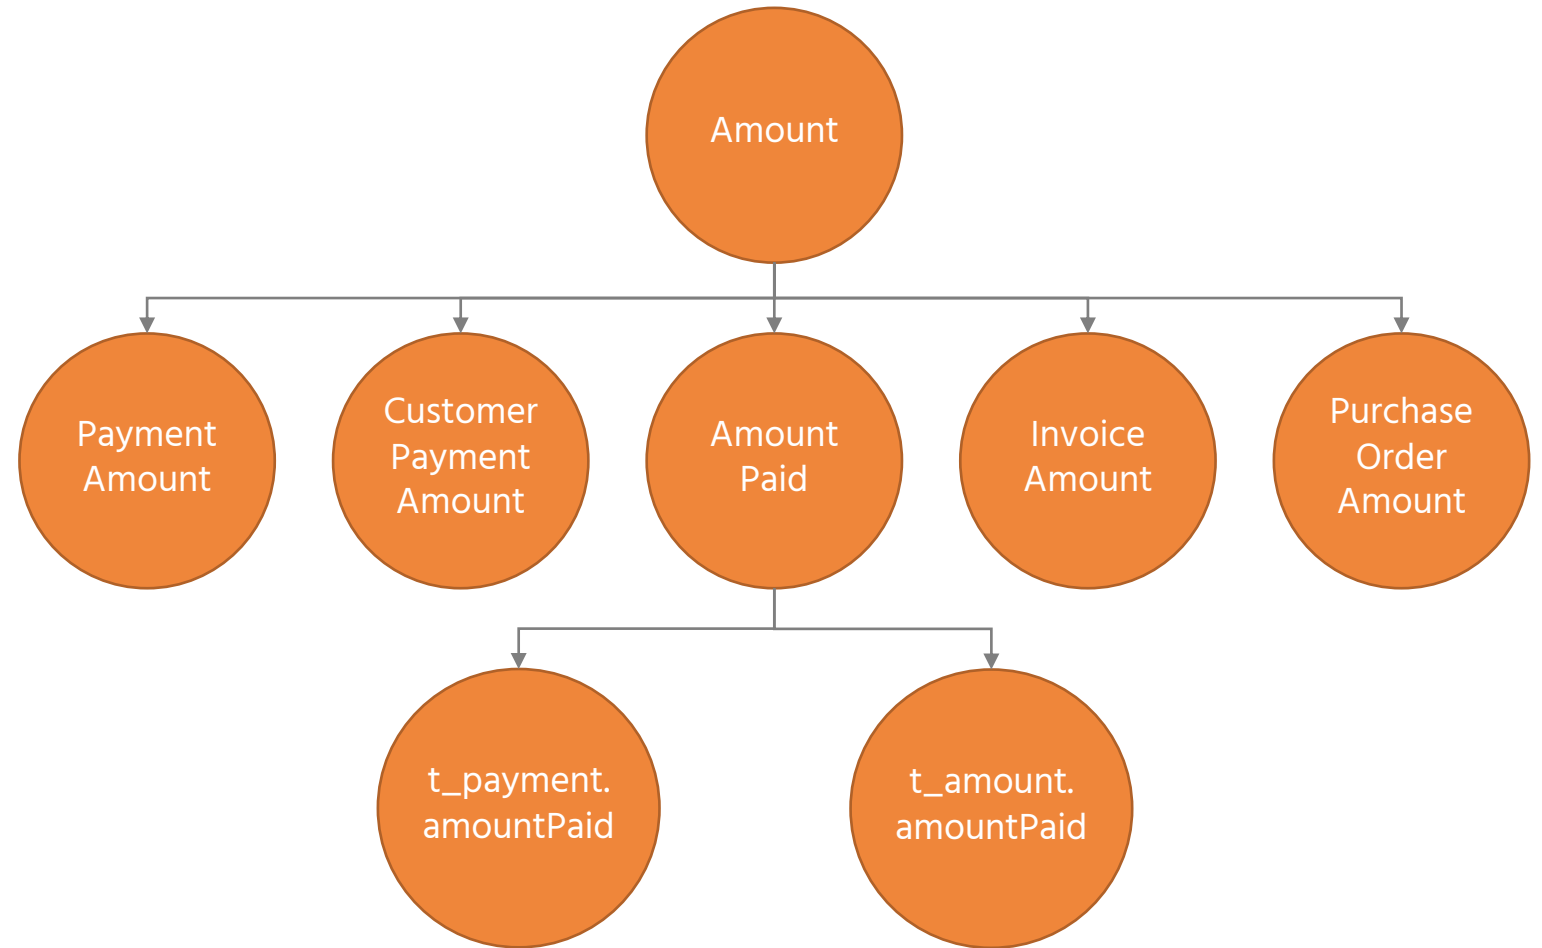 Amount
Payment
Amount
Customer
Payment
Amount
Amount
Paid
Invoice
Amount
Purchase
Order
Amount
t_payment.
amountPaid
t_amount.
amountPaid